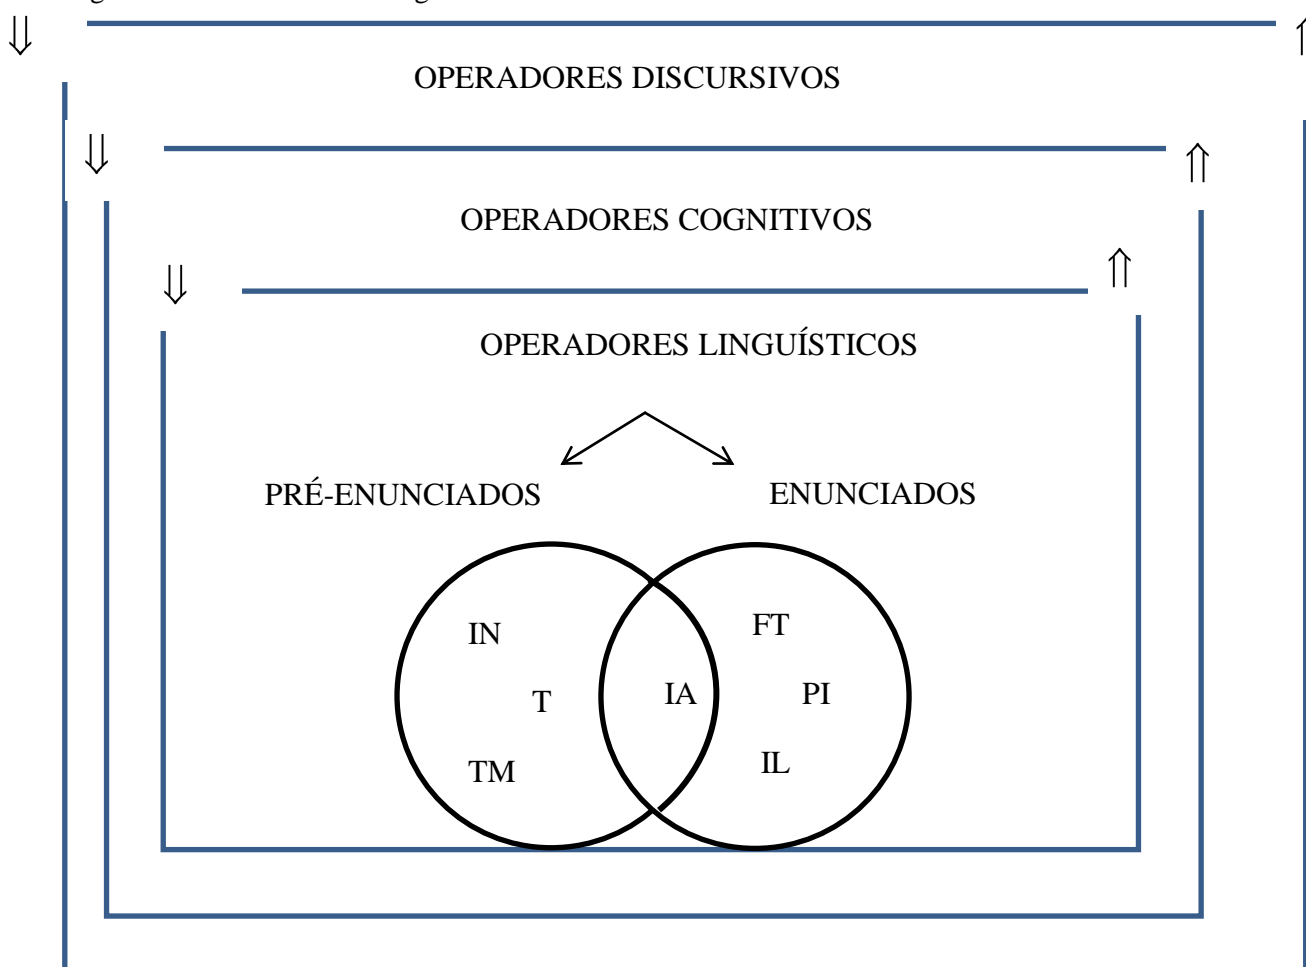 OPERADORES DISCURSIVOS
OPERADORES COGNITIVOS
OPERADORES LINGUÍSTICOS
PRÉ-ENUNCIADOS
ENUNCIADOS
IN
FT
T
IA
PI
TM
IL